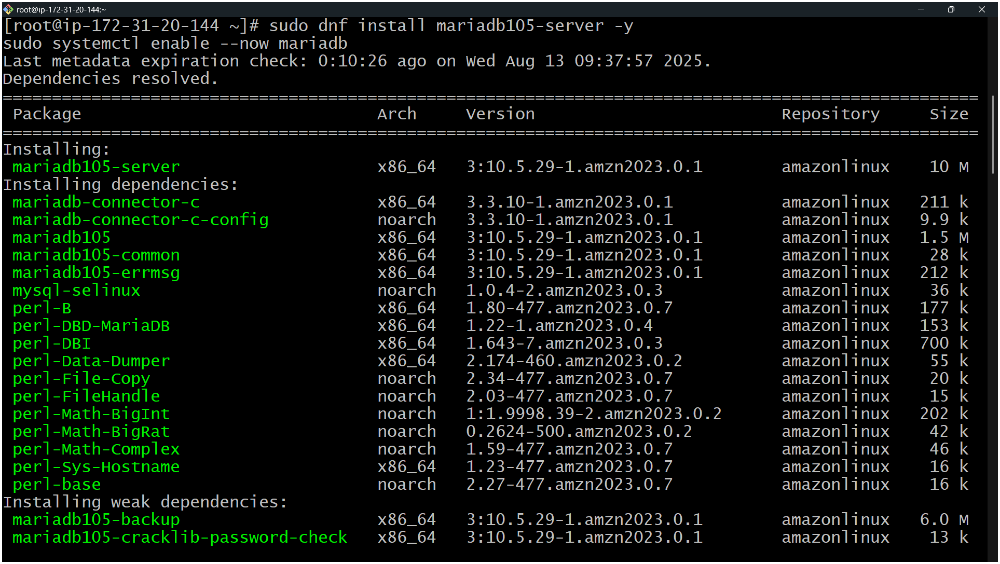 root@ip-172-31-20-144:~
[root@ip-172-31-20-144 ~]# sudo dnf install mariadb105-server -y
sudo systemctl enable --now mariadb
Last metadata expiration check: 0:10:26 ago on Wed Aug 13 09:37:57 2025.
Dependencies resolved.
===================================================================================================
Package Arch Version Repository Size
===================================================================================================
Installing:
mariadb105-server x86_64 3:10.5.29-1.amzn2023.0.1 amazonlinux 10 M
Installing dependencies:
mariadb-connector-c x86_64 3.3.10-1.amzn2023.0.1 amazonlinux 211 k
mariadb-connector-c-config noarch 3.3.10-1.amzn2023.0.1 amazonlinux 9.9 k
mariadb105 x86_64 3:10.5.29-1.amzn2023.0.1 amazonlinux 1.5 M
mariadb105-common x86_64 3:10.5.29-1.amzn2023.0.1 amazonlinux 28 k
mariadb105-errmsg x86_64 3:10.5.29-1.amzn2023.0.1 amazonlinux 212 k
mysql-selinux noarch 1.0.4-2.amzn2023.0.3 amazonlinux 36 k
perl-B x86_64 1.80-477.amzn2023.0.7 amazonlinux 177 k
perl-DBD-MariaDB x86_64 1.22-1.amzn2023.0.4 amazonlinux 153 k
perl-DBI x86_64 1.643-7.amzn2023.0.3 amazonlinux 700 k
perl-Data-Dumper x86_64 2.174-460.amzn2023.0.2 amazonlinux 55 k
perl-File-Copy noarch 2.34-477.amzn2023.0.7 amazonlinux 20 k
perl-FileHandle noarch 2.03-477.amzn2023.0.7 amazonlinux 15 k
perl-Math-BigInt noarch 1:1.9998.39-2.amzn2023.0.2 amazonlinux 202 k
perl-Math-BigRat noarch 0.2624-500.amzn2023.0.2 amazonlinux 42 k
perl-Math-Complex noarch 1.59-477.amzn2023.0.7 amazonlinux 46 k
perl-Sys-Hostname x86_64 1.23-477.amzn2023.0.7 amazonlinux 16 k
perl-base noarch 2.27-477.amzn2023.0.7 amazonlinux 16 k
Installing weak dependencies:
mariadb105-backup x86_64 3:10.5.29-1.amzn2023.0.1 amazonlinux 6.0 M
mariadb105-cracklib-password-check x86_64 3:10.5.29-1.amzn2023.0.1 amazonlinux 13 k